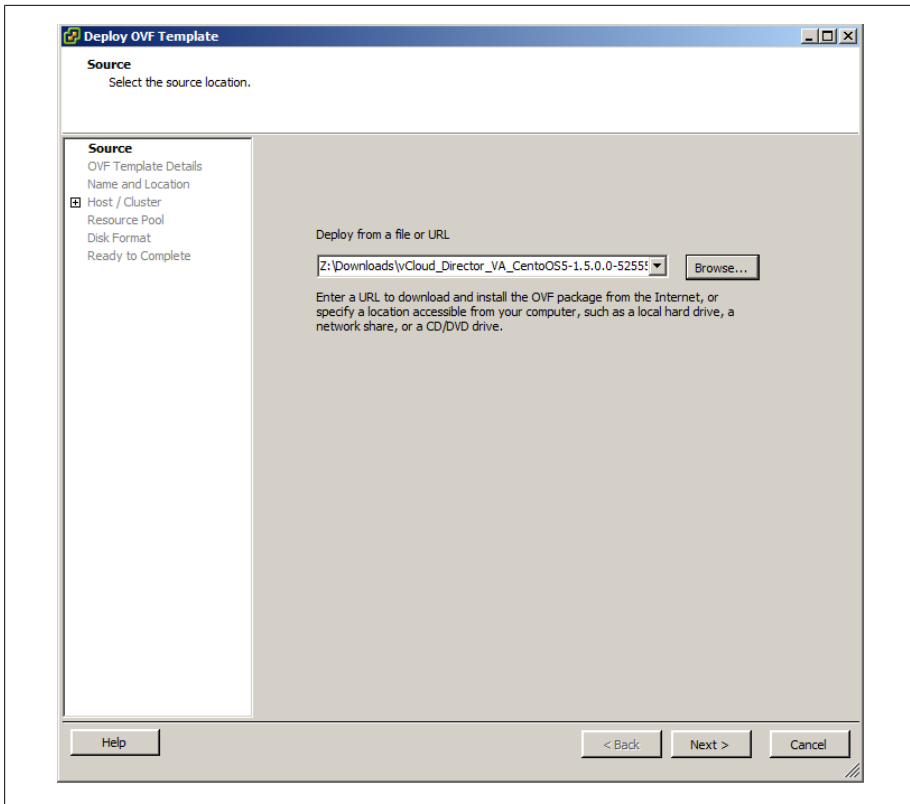 Deploy OVF Template
Source
Select the source location.
Source
OVF Template Details
Name and Location
Host / Cluster
Resource Pool
Disk Format
Ready to Complete
Deploy from a file or URL
Z:\Downloads\vCloud_Director_VA_CentoOS5-1.5.0.0-52555
Browse...
Enter a URL to download and install the OVF package from the Internet, or
specify a location accessible from your computer, such as a local hard drive, a
network share, or a CD/DVD drive.
Help
< Back
Next >
Cancel